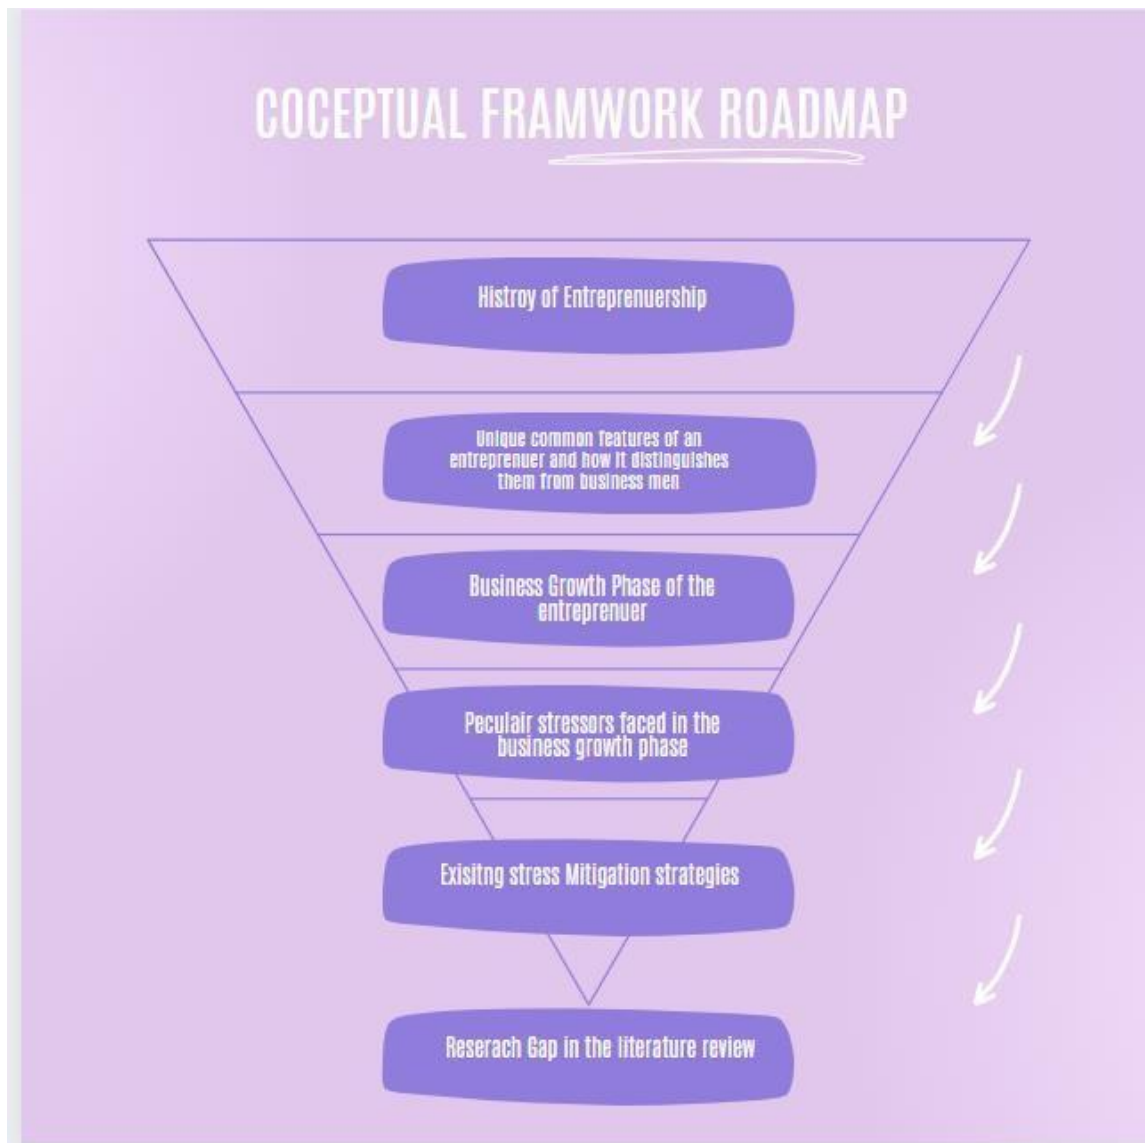 COCEPTUAL FRAMWORK ROADMAP
Histroy of Entreprenuership
Unique common features of an
entreprenuer and how it distinguishes
them from business men
Business Growth Phase of the
entreprenuer
Peculair stressors faced in the
business growth phase
Exisitng stress Mitigation strategies
Reserach Gap in the literature review